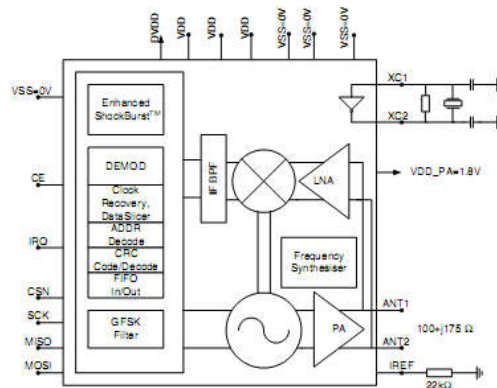 DVDD
VDD
VDD
VDD
VSS=0V
VSS=0V
VSS=0V
VSS=0V
Enhanced
ShockBurst™
XC1
XC2
VDD_PA=1.8V
CE
DEMOD
Clock
Recovery,
DataSlicer
ADDR
Decode
CRC
Code/Decode
FIFO
In/Out
IF BPF
LNA
Frequency
Synthesiser
IRQ
CSN
SCK
MISO
MOSI
GFSK
Filter
PA
ANT1
ANT2
100+j175 Ω
IREF
22kΩ